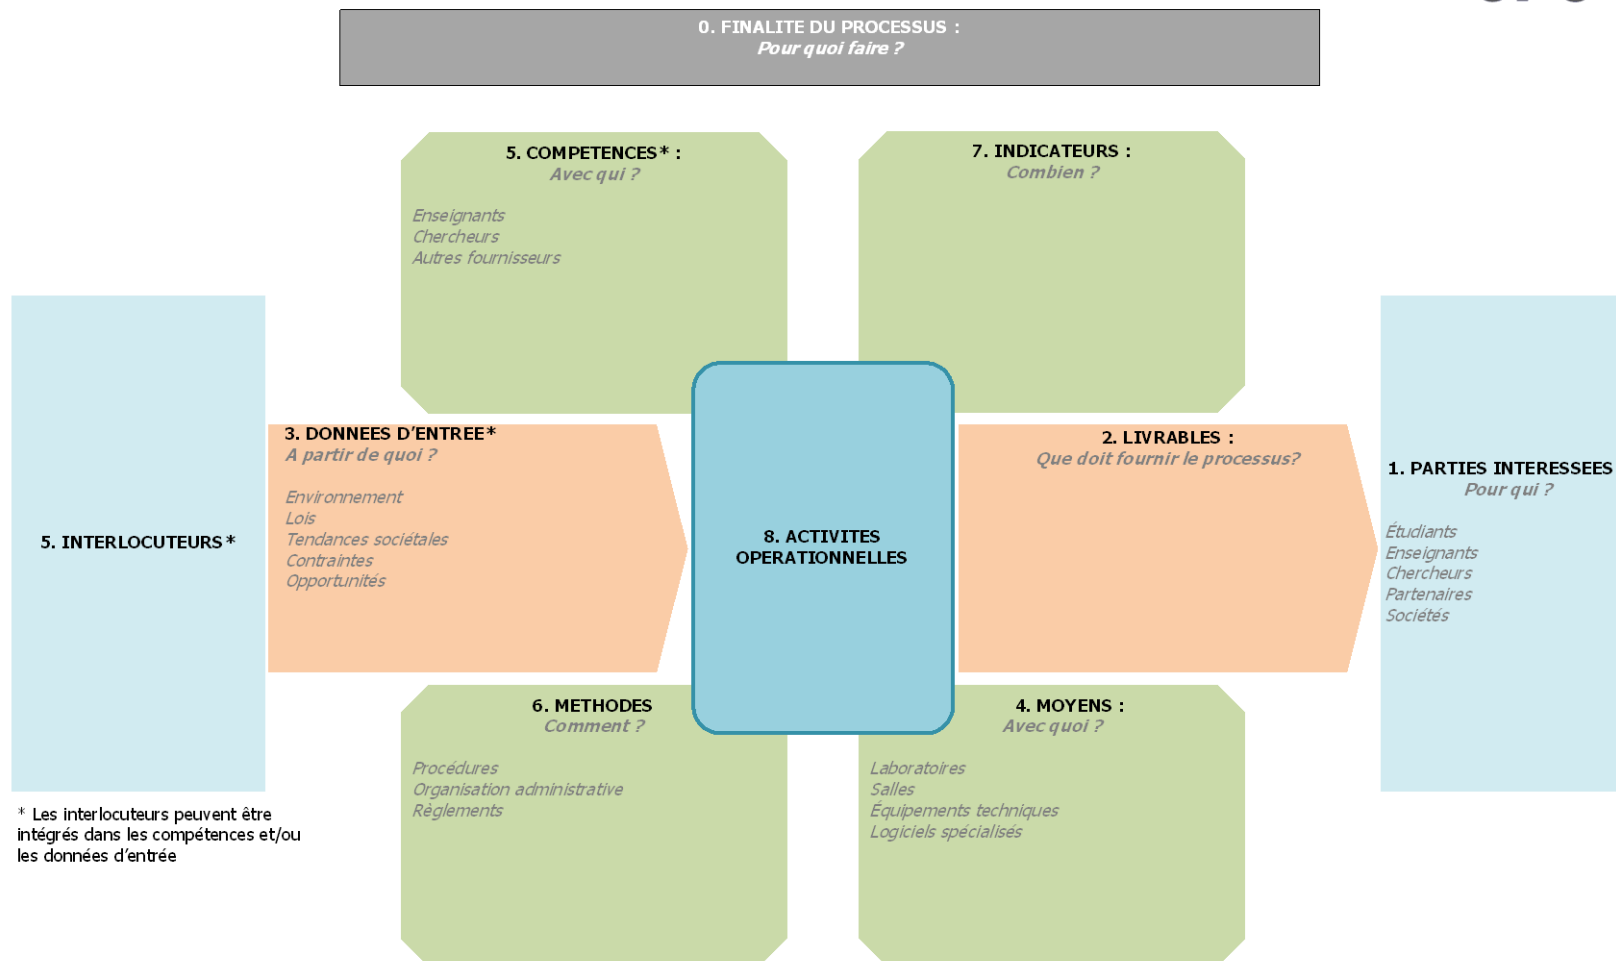 0. FINALITE DU PROCESSUS :
Pour quoi faire ?
5. COMPETENCES* :
Avec qui ?
Enseignants
Chercheurs
Autres fournisseurs
7. INDICATEURS :
Combien ?
5. INTERLOCUTEURS*
3. DONNEES D’ENTREE*
A partir de quoi ?
Environnement
Lois
Tendances sociétales
Contraintes
Opportunités
8. ACTIVITES
OPERATIONNELLES
2. LIVRABLES :
Que doit fournir le processus?
1. PARTIES INTERESSEES
Pour qui ?
Étudiants
Enseignants
Chercheurs
Partenaires
Sociétés
6. METHODES
Comment ?
Procédures
Organisation administrative
Règlements
4. MOYENS :
Avec quoi ?
Laboratoires
Salles
Équipements techniques
Logiciels spécialisés
* Les interlocuteurs peuvent être
intégrés dans les compétences et/ou
les données d’entrée